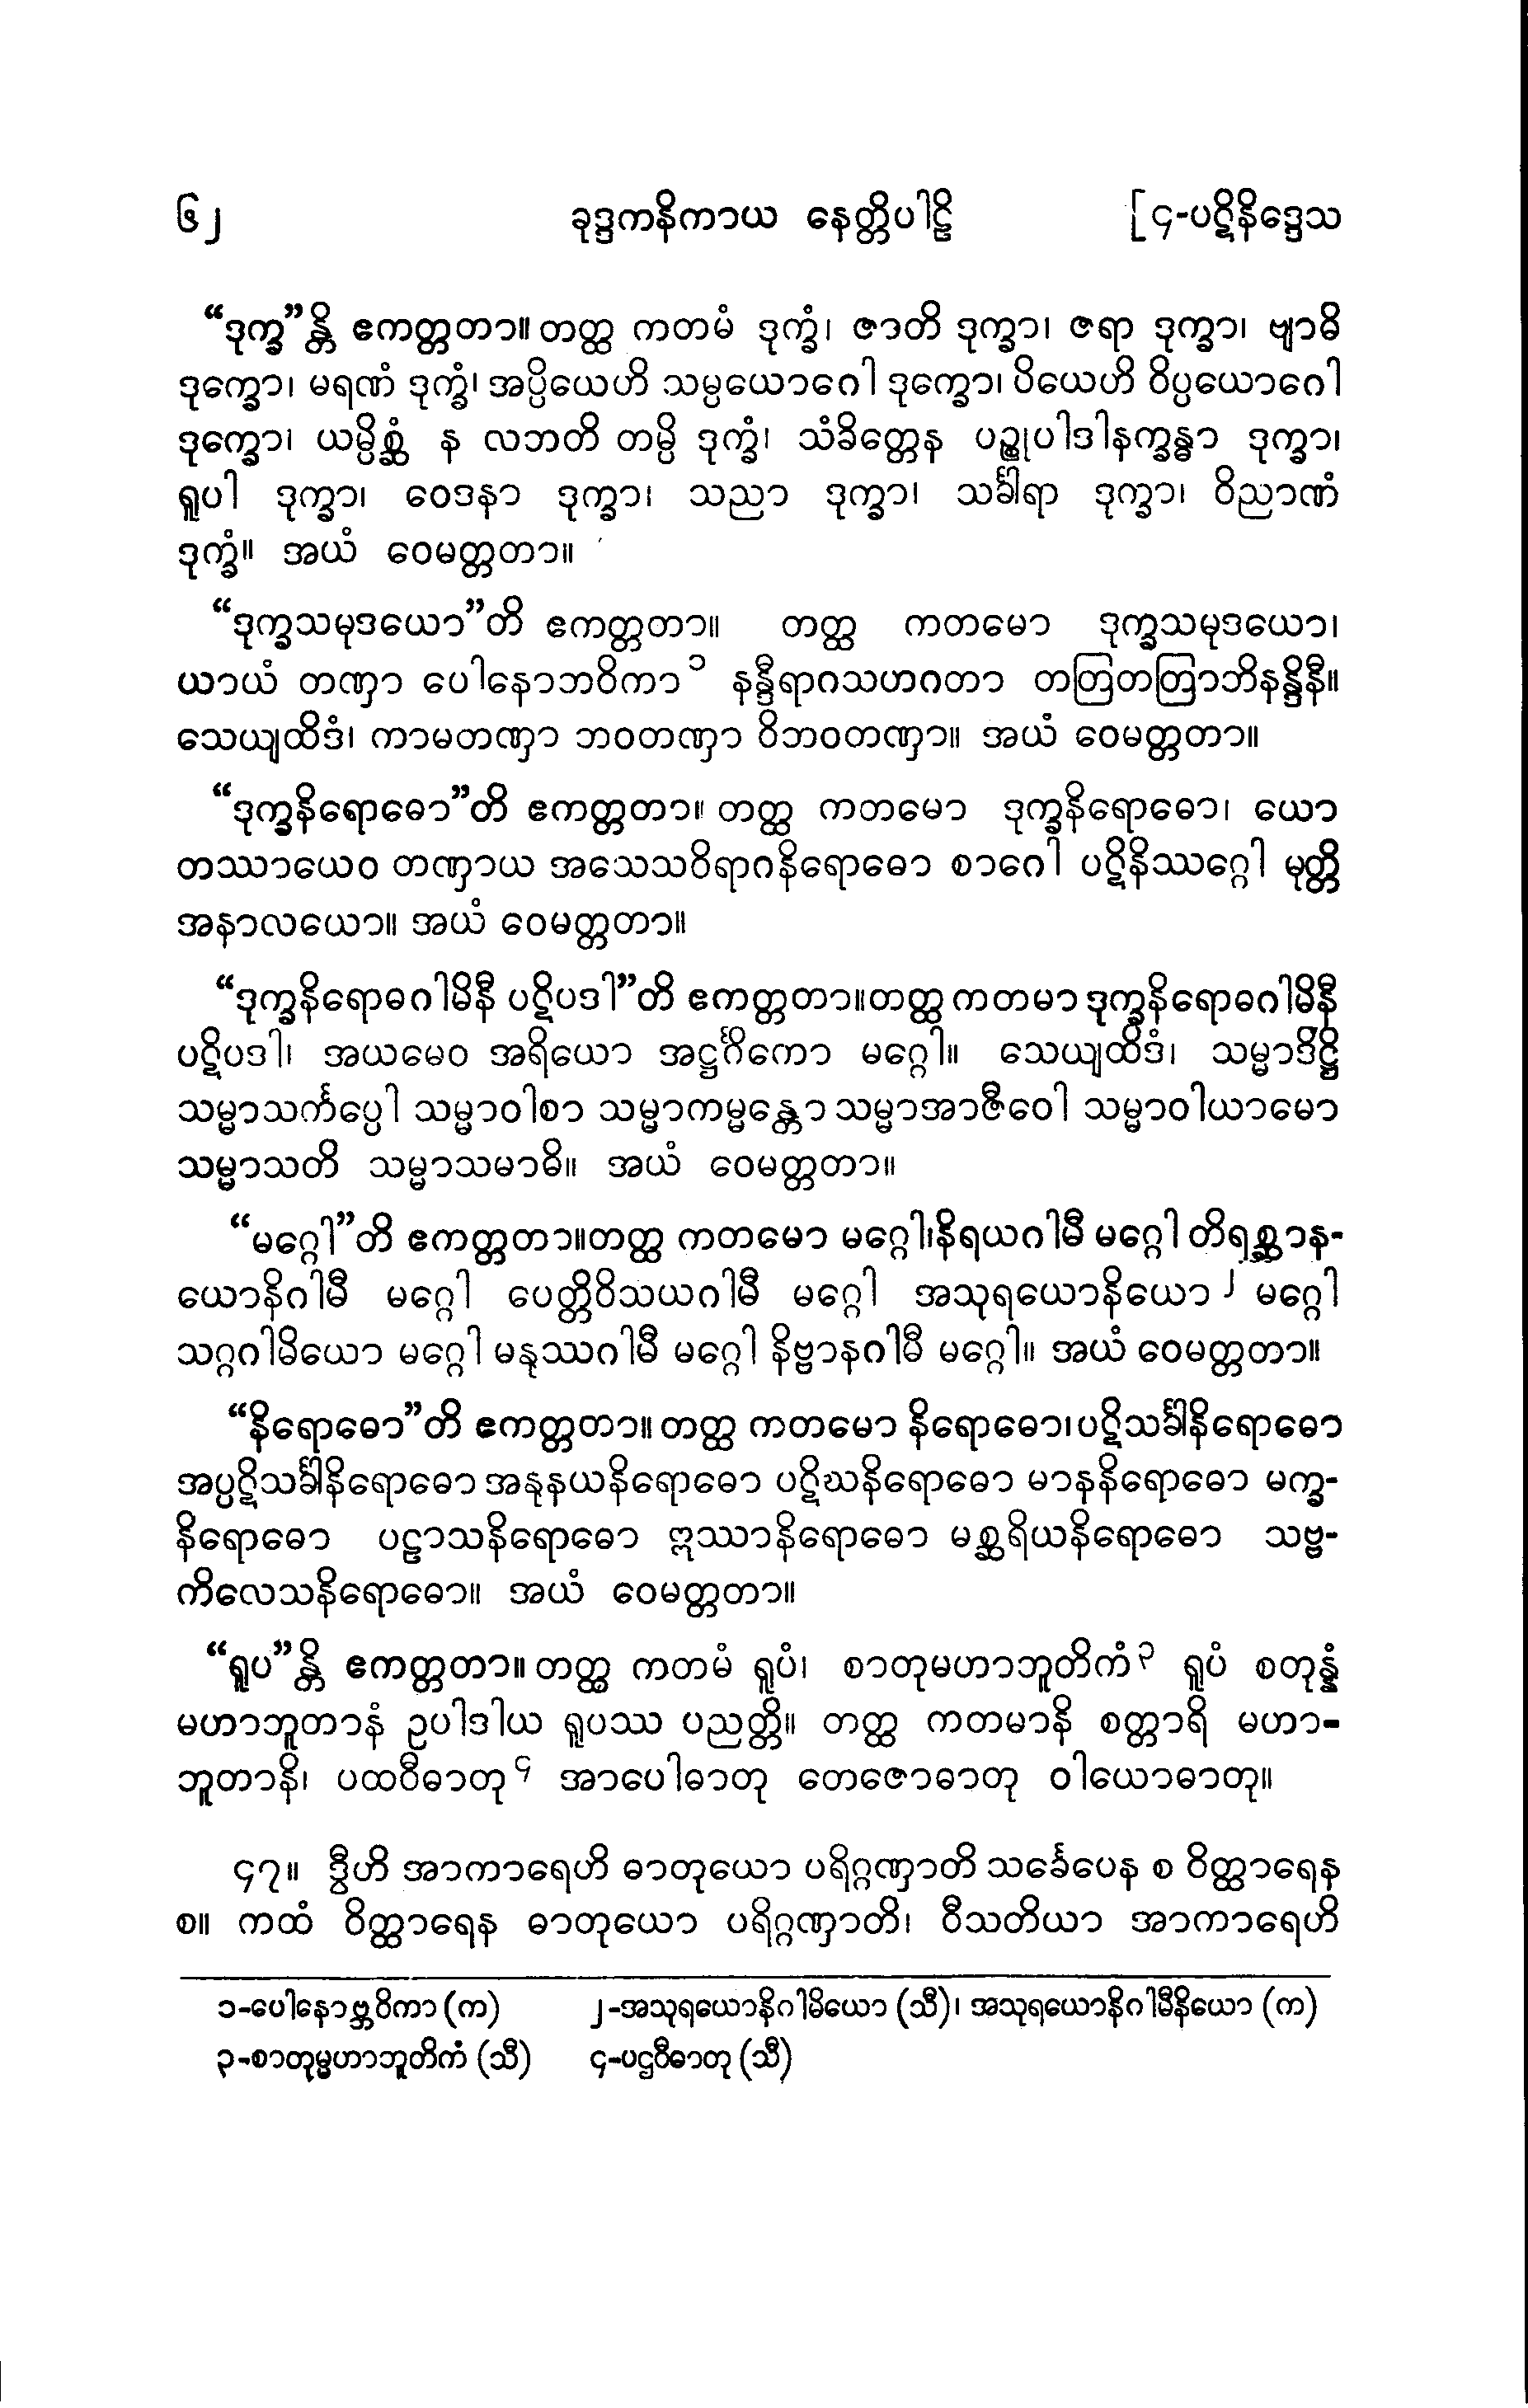 ၆၂ ခုဒ္ဒကနိကာယ နေတ္တိပါဠိ [၄-ပဋိနိဒ္ဒေသ
“ဒုက္ခ”န္တိ ဧကတ္တတာ။ တတ္ထ ကတမံ ဒုက္ခံ၊ ဇာတိ ဒုက္ခာ၊ ဇရာ ဒုက္ခာ၊ ဗျာဓိ
ဒုက္ခော၊ မရဏံ ဒုက္ခံ၊ အပ္ပိယေဟိ သမ္ပယောဂေါ ဒုက္ခော၊ ပိယေဟိ ဝိပ္ပယောဂေါ
ဒုက္ခော၊ ယမ္ပိစ္ဆံ န လဘတိ တမ္ပိ ဒုက္ခံ၊ သံခိတ္တေန ပဉ္စုပါဒါနက္ခန္ဓာ ဒုက္ခာ၊
ရူပါ ဒုက္ခာ၊ ဝေဒနာ ဒုက္ခာ၊ သညာ ဒုက္ခာ၊ သင်္ခါရာ ဒုက္ခာ၊ ဝိညာဏံ
ဒုက္ခံ။ အယံ ဝေမတ္တတာ။
“ဒုက္ခသမုဒယော”တိ ဧကတ္တတာ။ တတ္ထ ကတမော ဒုက္ခသမုဒယော၊
ယာယံ တဏှာ ပေါနောဘဝိကာ ၁ နန္ဒီရာဂသဟဂတာ တတြတတြာဘိနန္ဒိနီ။
သေယျထိဒံ၊ ကာမတဏှာ ဘဝတဏှာ ဝိဘဝတဏှာ။ အယံ ဝေမတ္တတာ။
“ဒုက္ခနိရောဓော”တိ ဧကတ္တတာ။ တတ္ထ ကတမော ဒုက္ခနိရောဓော၊ ယော
တဿာယေဝ တဏှာယ အသေသဝိရာဂနိရောဓော စာဂေါ ပဋိနိဿဂ္ဂေါ မုတ္တိ
အနာလယော။ အယံ ဝေမတ္တတာ။
“ဒုက္ခနိရောဓဂါမိနီ ပဋိပဒါ”တိ ဧကတ္တတာ။တတ္ထ ကတမာ ဒုက္ခနိရောဓဂါမိနီ
ပဋိပဒါ၊ အယမေဝ အရိယော အဋ္ဌင်္ဂိကော မဂ္ဂေါ။ သေယျထိဒံ၊ သမ္မာဒိဋ္ဌိ
သမ္မာသင်္ကပ္ပေါ သမ္မာဝါစာ သမ္မာကမ္မန္တော သမ္မာအာဇီဝေါ သမ္မာဝါယာမော
သမ္မာသတိ သမ္မာသမာဓိ။ အယံ ဝေမတ္တတာ။
“မဂ္ဂေါ”တိ ဧကတ္တတာ။တတ္ထ ကတမော မဂ္ဂေါ၊နိရယဂါမီ မဂ္ဂေါ တိရစ္ဆာန-
ယောနိဂါမီ မဂ္ဂေါ ပေတ္တိဝိသယဂါမီ မဂ္ဂေါ အသုရယောနိယော ၂ မဂ္ဂေါ
သဂ္ဂဂါမိယော မဂ္ဂေါ မနုဿဂါမီ မဂ္ဂေါ နိဗ္ဗာနဂါမီ မဂ္ဂေါ။ အယံ ဝေမတ္တတာ။
“နိရောဓော”တိ ဧကတ္တတာ။ တတ္ထ ကတမော နိရောဓော၊ပဋိသင်္ခါနိရောဓော
အပ္ပဋိသင်္ခါနိရောဓော အနုနယနိရောဓော ပဋိဃနိရောဓော မာနနိရောဓော မက္ခ-
နိရောဓော ပဠာသနိရောဓော ဣဿာနိရောဓော မစ္ဆရိယနိရောဓော သဗ္ဗ-
ကိလေသနိရောဓော။ အယံ ဝေမတ္တတာ။
“ရူပ”န္တိ ဧကတ္တတာ။ တတ္ထ ကတမံ ရူပံ၊ စာတုမဟာဘူတိကံ ၃ ရူပံ စတုန္နံ
မဟာဘူတာနံ ဥပါဒါယ ရူပဿ ပညတ္တိ။ တတ္ထ ကတမာနိ စတ္တာရိ မဟာ-
ဘူတာနိ၊ ပထဝီဓာတု ၄ အာပေါဓာတု တေဇောဓာတု ဝါယောဓာတု။
၄၇။ ဒွီဟိ အာကာရေဟိ ဓာတုယော ပရိဂ္ဂဏှာတိ သင်္ခေပေန စ ဝိတ္ထာရေန
စ။ ကထံ ဝိတ္ထာရေန ဓာတုယော ပရိဂ္ဂဏှာတိ၊ ဝီသတိယာ အာကာရေဟိ
၁-ပေါနောဗ္ဘဝိကာ (က) ၂-အသုရယောနိဂါမိယော (သီ)၊ အသုရယောနိဂါမီနိယော (က)
၃-စာတုမ္မဟာဘူတိကံ (သီ) ၄-ပဌဝီဓာတု (သီ)